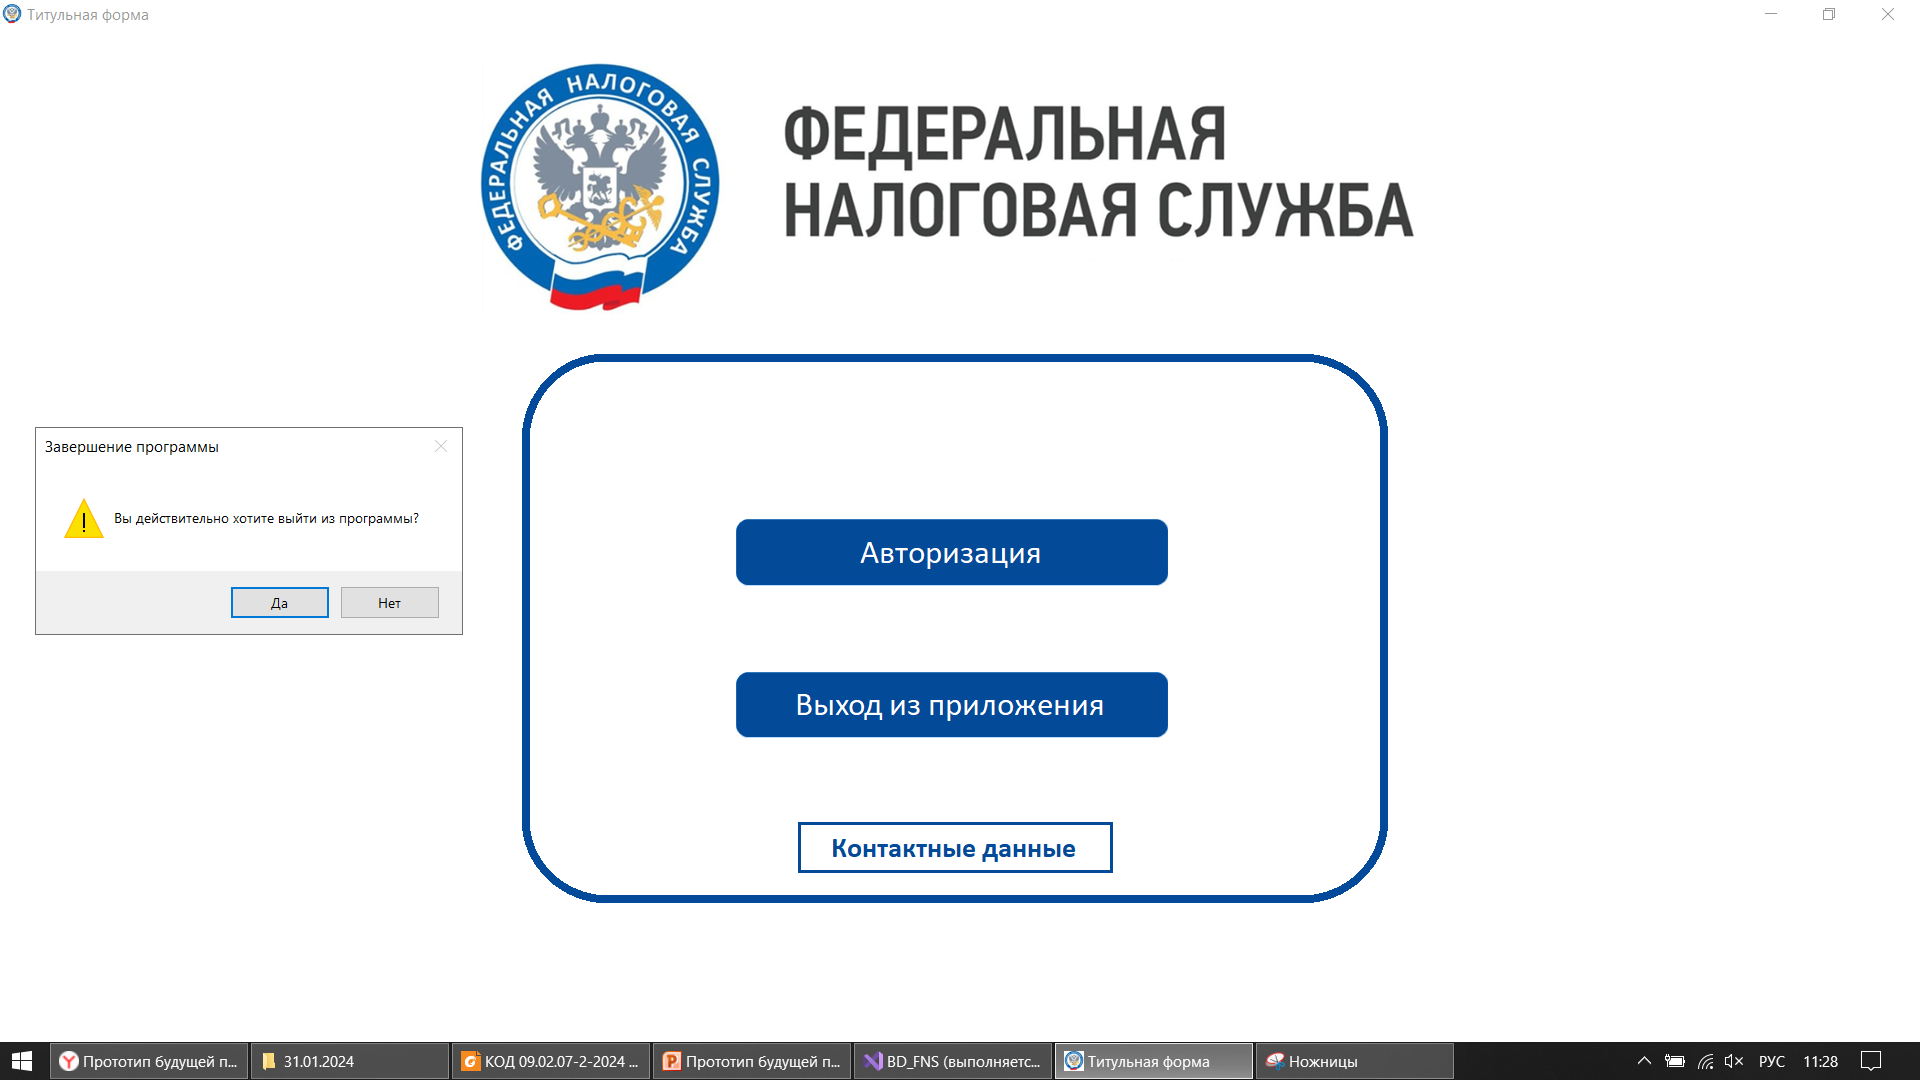 Титульная форма
ФЕДЕРАЛЬНАЯ НАЛОГОВАЯ СЛУЖБА
ФЕДЕРАЛЬНАЯ
НАЛОГОВАЯ СЛУЖБА
Завершение программы
Вы действительно хотите выйти из программы?
Да
Нет
Авторизация
Выход из приложения
Контактные данные
Прототип будущей п...
31.01.2024
КОД 09.02.07-2-2024 ...
Прототип будущей п...
BD_FNS (выполняетс...
Титульная форма
Ножницы
РУС
11:28